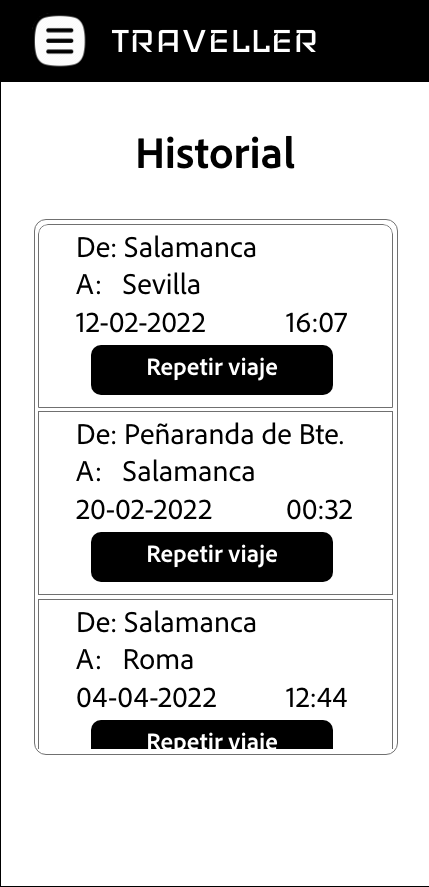 TRAVELLER
Historial
De: Salamanca
A: Sevilla
12-02-2022 16:07
Repetir viaje
De: Peñaranda de Bte.
A: Salamanca
20-02-2022 00:32
Repetir viaje
De: Salamanca
A: Roma
04-04-2022 12:44
Repetir viaje